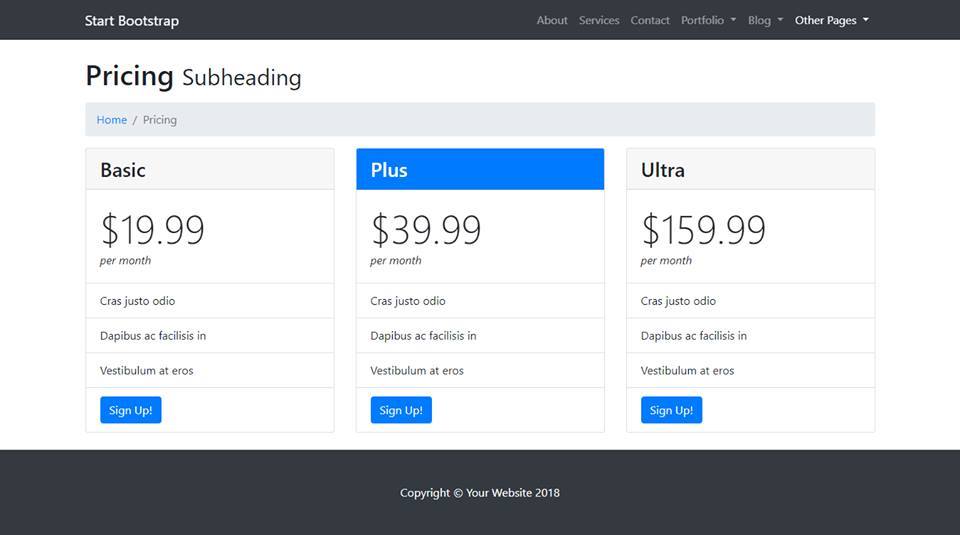 Start Bootstrap About Services Contact Portfolio Blog Other Pages
Pricing Subheading
Home / Pricing
Basic
$19.99
per month
Cras justo odio
Dapibus ac facilisis in
Vestibulum at eros
Sign Up!
Plus
$39.99
per month
Cras justo odio
Dapibus ac facilisis in
Vestibulum at eros
Sign Up!
Ultra
$159.99
per month
Cras justo odio
Dapibus ac facilisis in
Vestibulum at eros
Sign Up!
Copyright © Your Website 2018